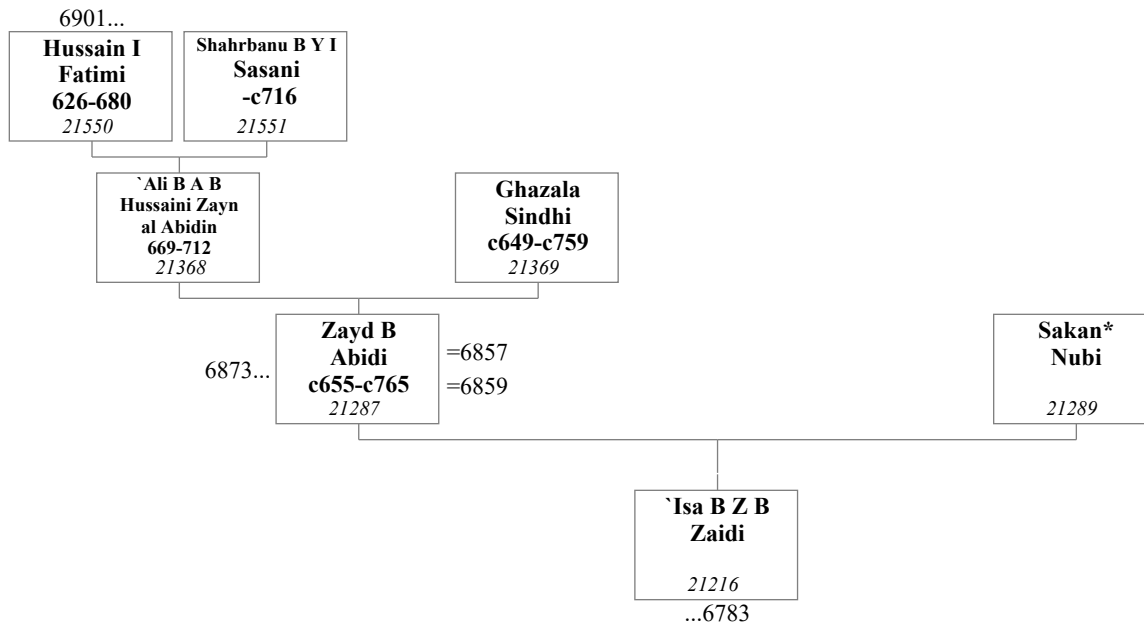 6901...
Hussain I
Fatimi
626-680
21550
Shahrbanu B Y I
Sasani
-c716
21551
`Ali B A B
Hussaini Zayn
al Abidin
669-712
21368
Ghazala
Sindhi
c649-c759
21369
6873...
Zayd B
Abidi
c655-c765
21287
=6857
=6859
Sakan*
Nubi
21289
`Isa B Z B
Zaidi
21216
...6783